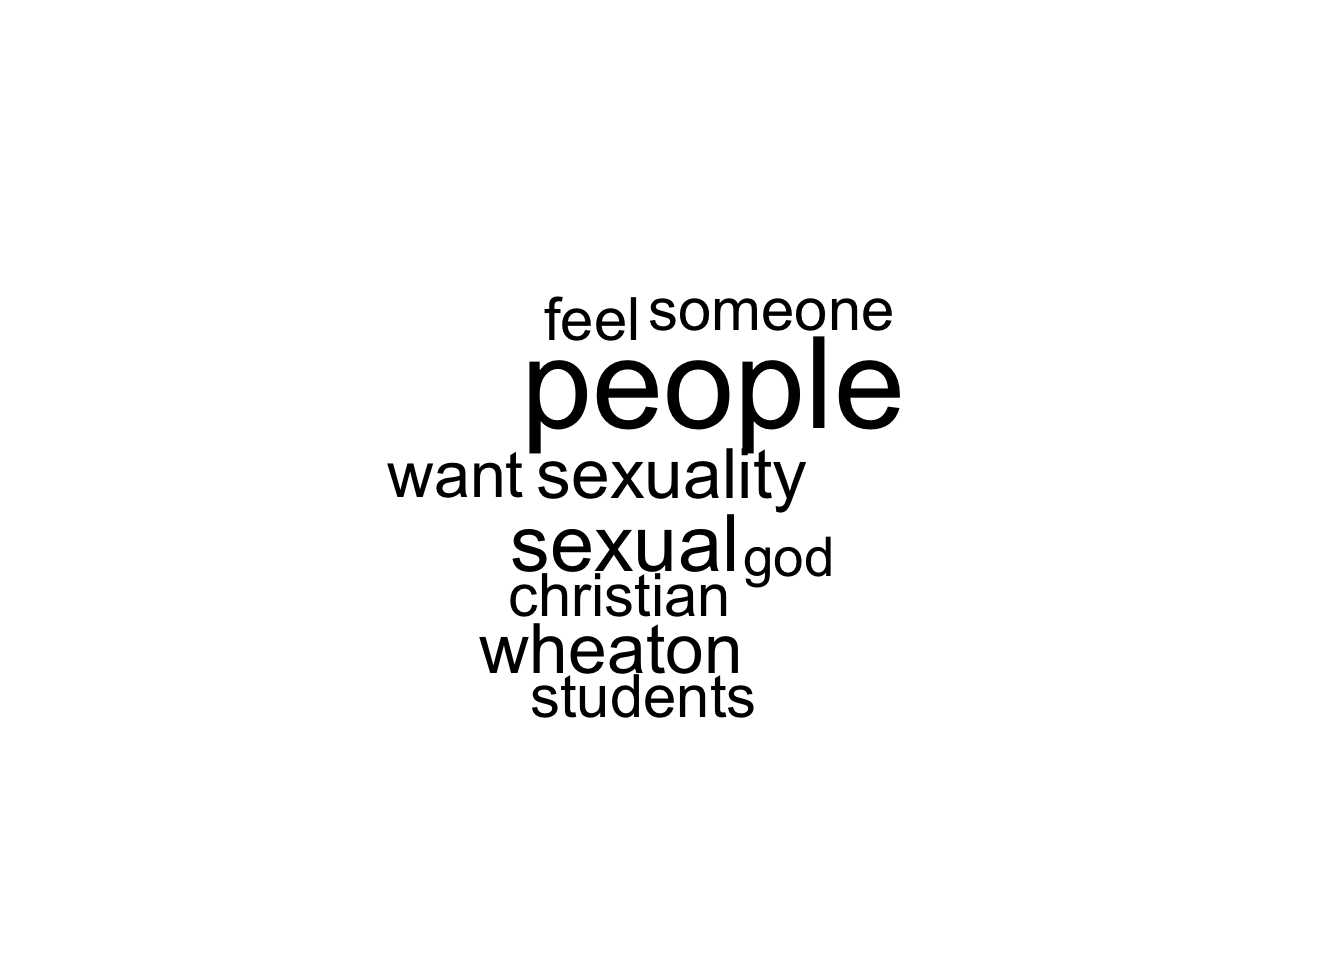 feel someone
people
want sexuality
sexual god
christian
wheaton
students